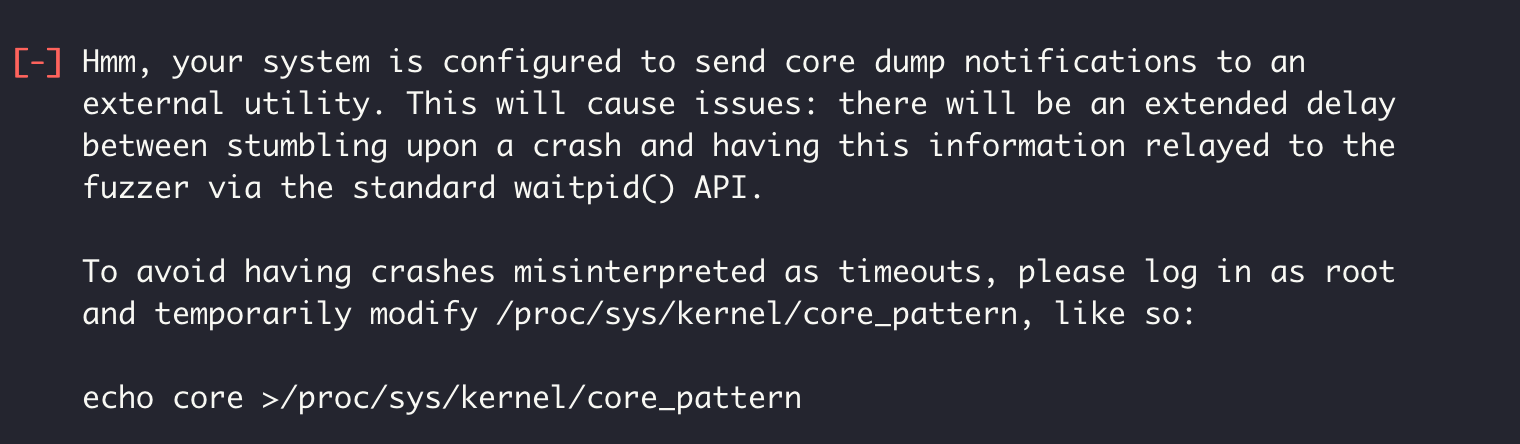 [-] Hmm, your system is configured to send core dump notifications to an
external utility. This will cause issues: there will be an extended delay
between stumbling upon a crash and having this information relayed to the
fuzzer via the standard waitpid() API.
To avoid having crashes misinterpreted as timeouts, please log in as root
and temporarily modify /proc/sys/kernel/core_pattern, like so:
echo core >/proc/sys/kernel/core_pattern